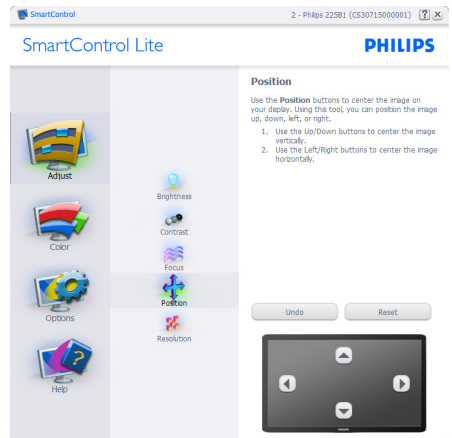 SmartControl
2 - Philips 225B1 (CS30715000001)
?
SmartControl Lite
PHILIPS
Adjust
Color
Options
Help
Brightness
Contrast
Focus
Position
Resolution
Position
Use the Position buttons to center the image on
your display. Using this tool, you can position the image
up, down, left, or right.
1. Use the Up/Down buttons to center the image
vertically.
2. Use the Left/Right buttons to center the image
horizontally.
Undo
Reset
PHILIPS